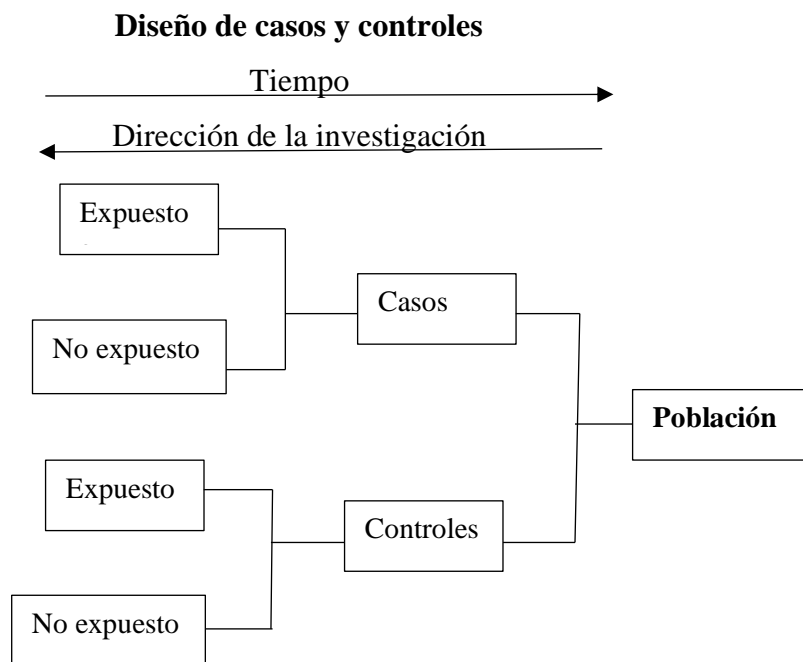 Diseño de casos y controles
Tiempo
Dirección de la investigación
Expuesto
Casos
No expuesto
Población
Expuesto
Controles
No expuesto